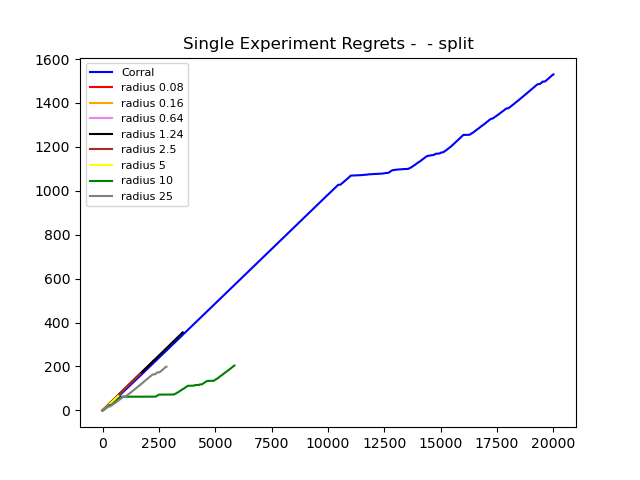 Single Experiment Regrets -  - split
1600
1400
1200
1000
800
600
400
200
0
Corral
radius 0.08
radius 0.16
radius 0.64
radius 1.24
radius 2.5
radius 5
radius 10
radius 25
0 2500 5000 7500 10000 12500 15000 17500 20000